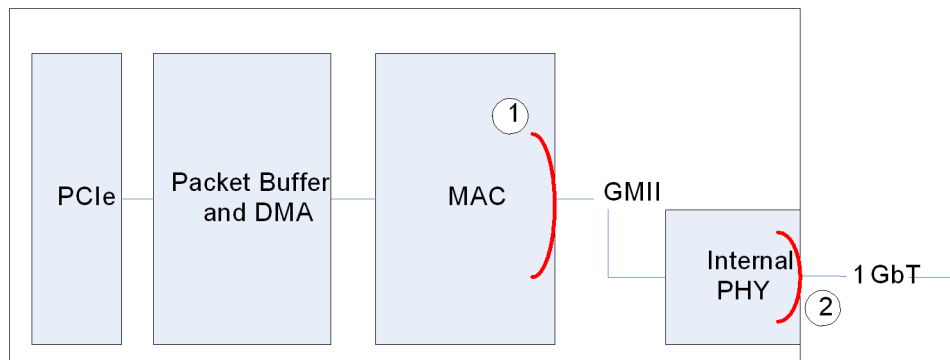 1
PCIe
Packet Buffer
and DMA
MAC
GMII
Internal
PHY
1 GbT
2